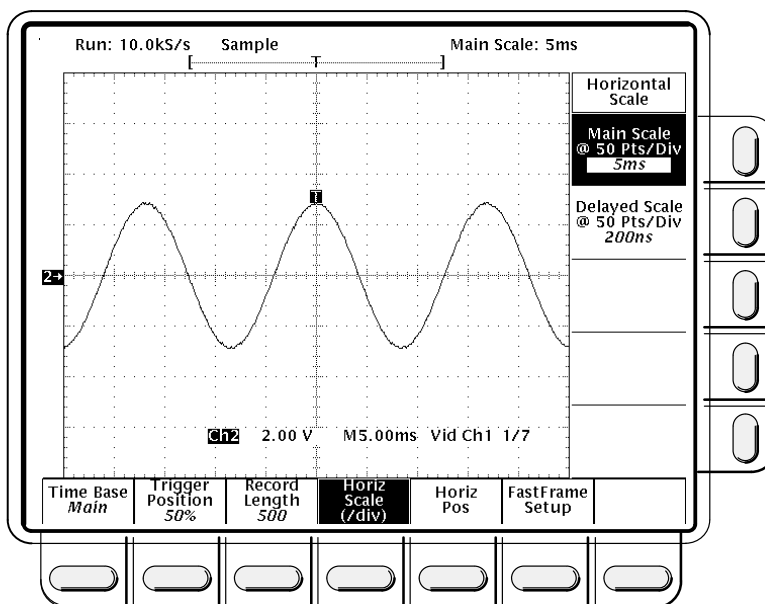 Run: 10.0kS/s Sample Main Scale: 5ms
[ T ]
Horizontal
Scale
Main Scale
@ 50 Pts/Div
5ms
Delayed Scale
@ 50 Pts/Div
200ns
T
2→
Ch2 2.00 V M5.00ms Vid Ch1 1/7
Time Base
Main
Trigger
Position
50%
Record
Length
500
Horiz
Scale
(/div)
Horiz
Pos
FastFrame
Setup